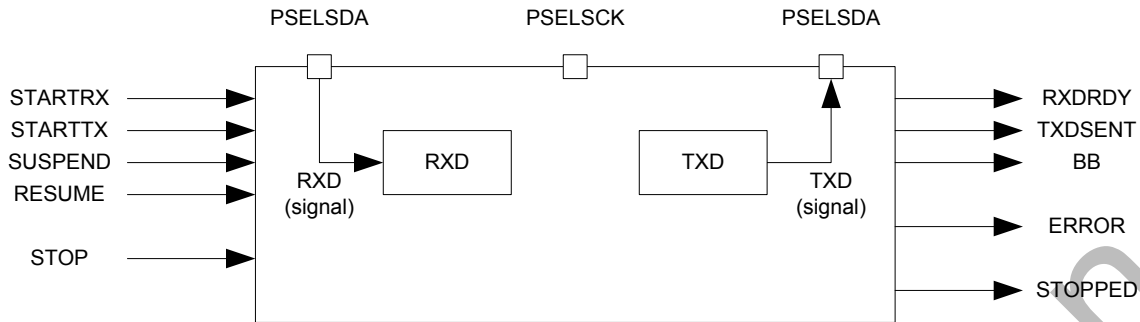 PSELSDA PSELSCK PSELSDA
STARTRX
STARTTX
SUSPEND
RESUME
STOP
RXD
RXD
(signal)
TXD
TXD
(signal)
RXDRDY
TXDSENT
BB
ERROR
STOPPED